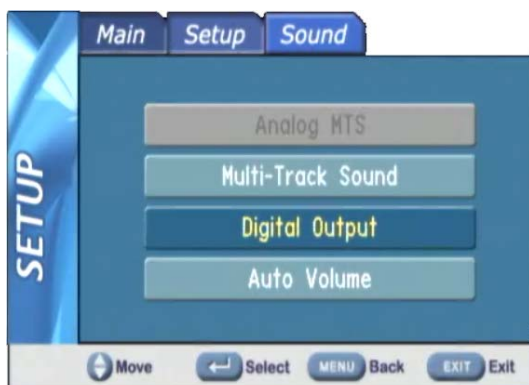 Main Setup Sound
SETUP
Analog MTS
Multi-Track Sound
Digital Output
Auto Volume
Move Select MENU Back EXIT Exit